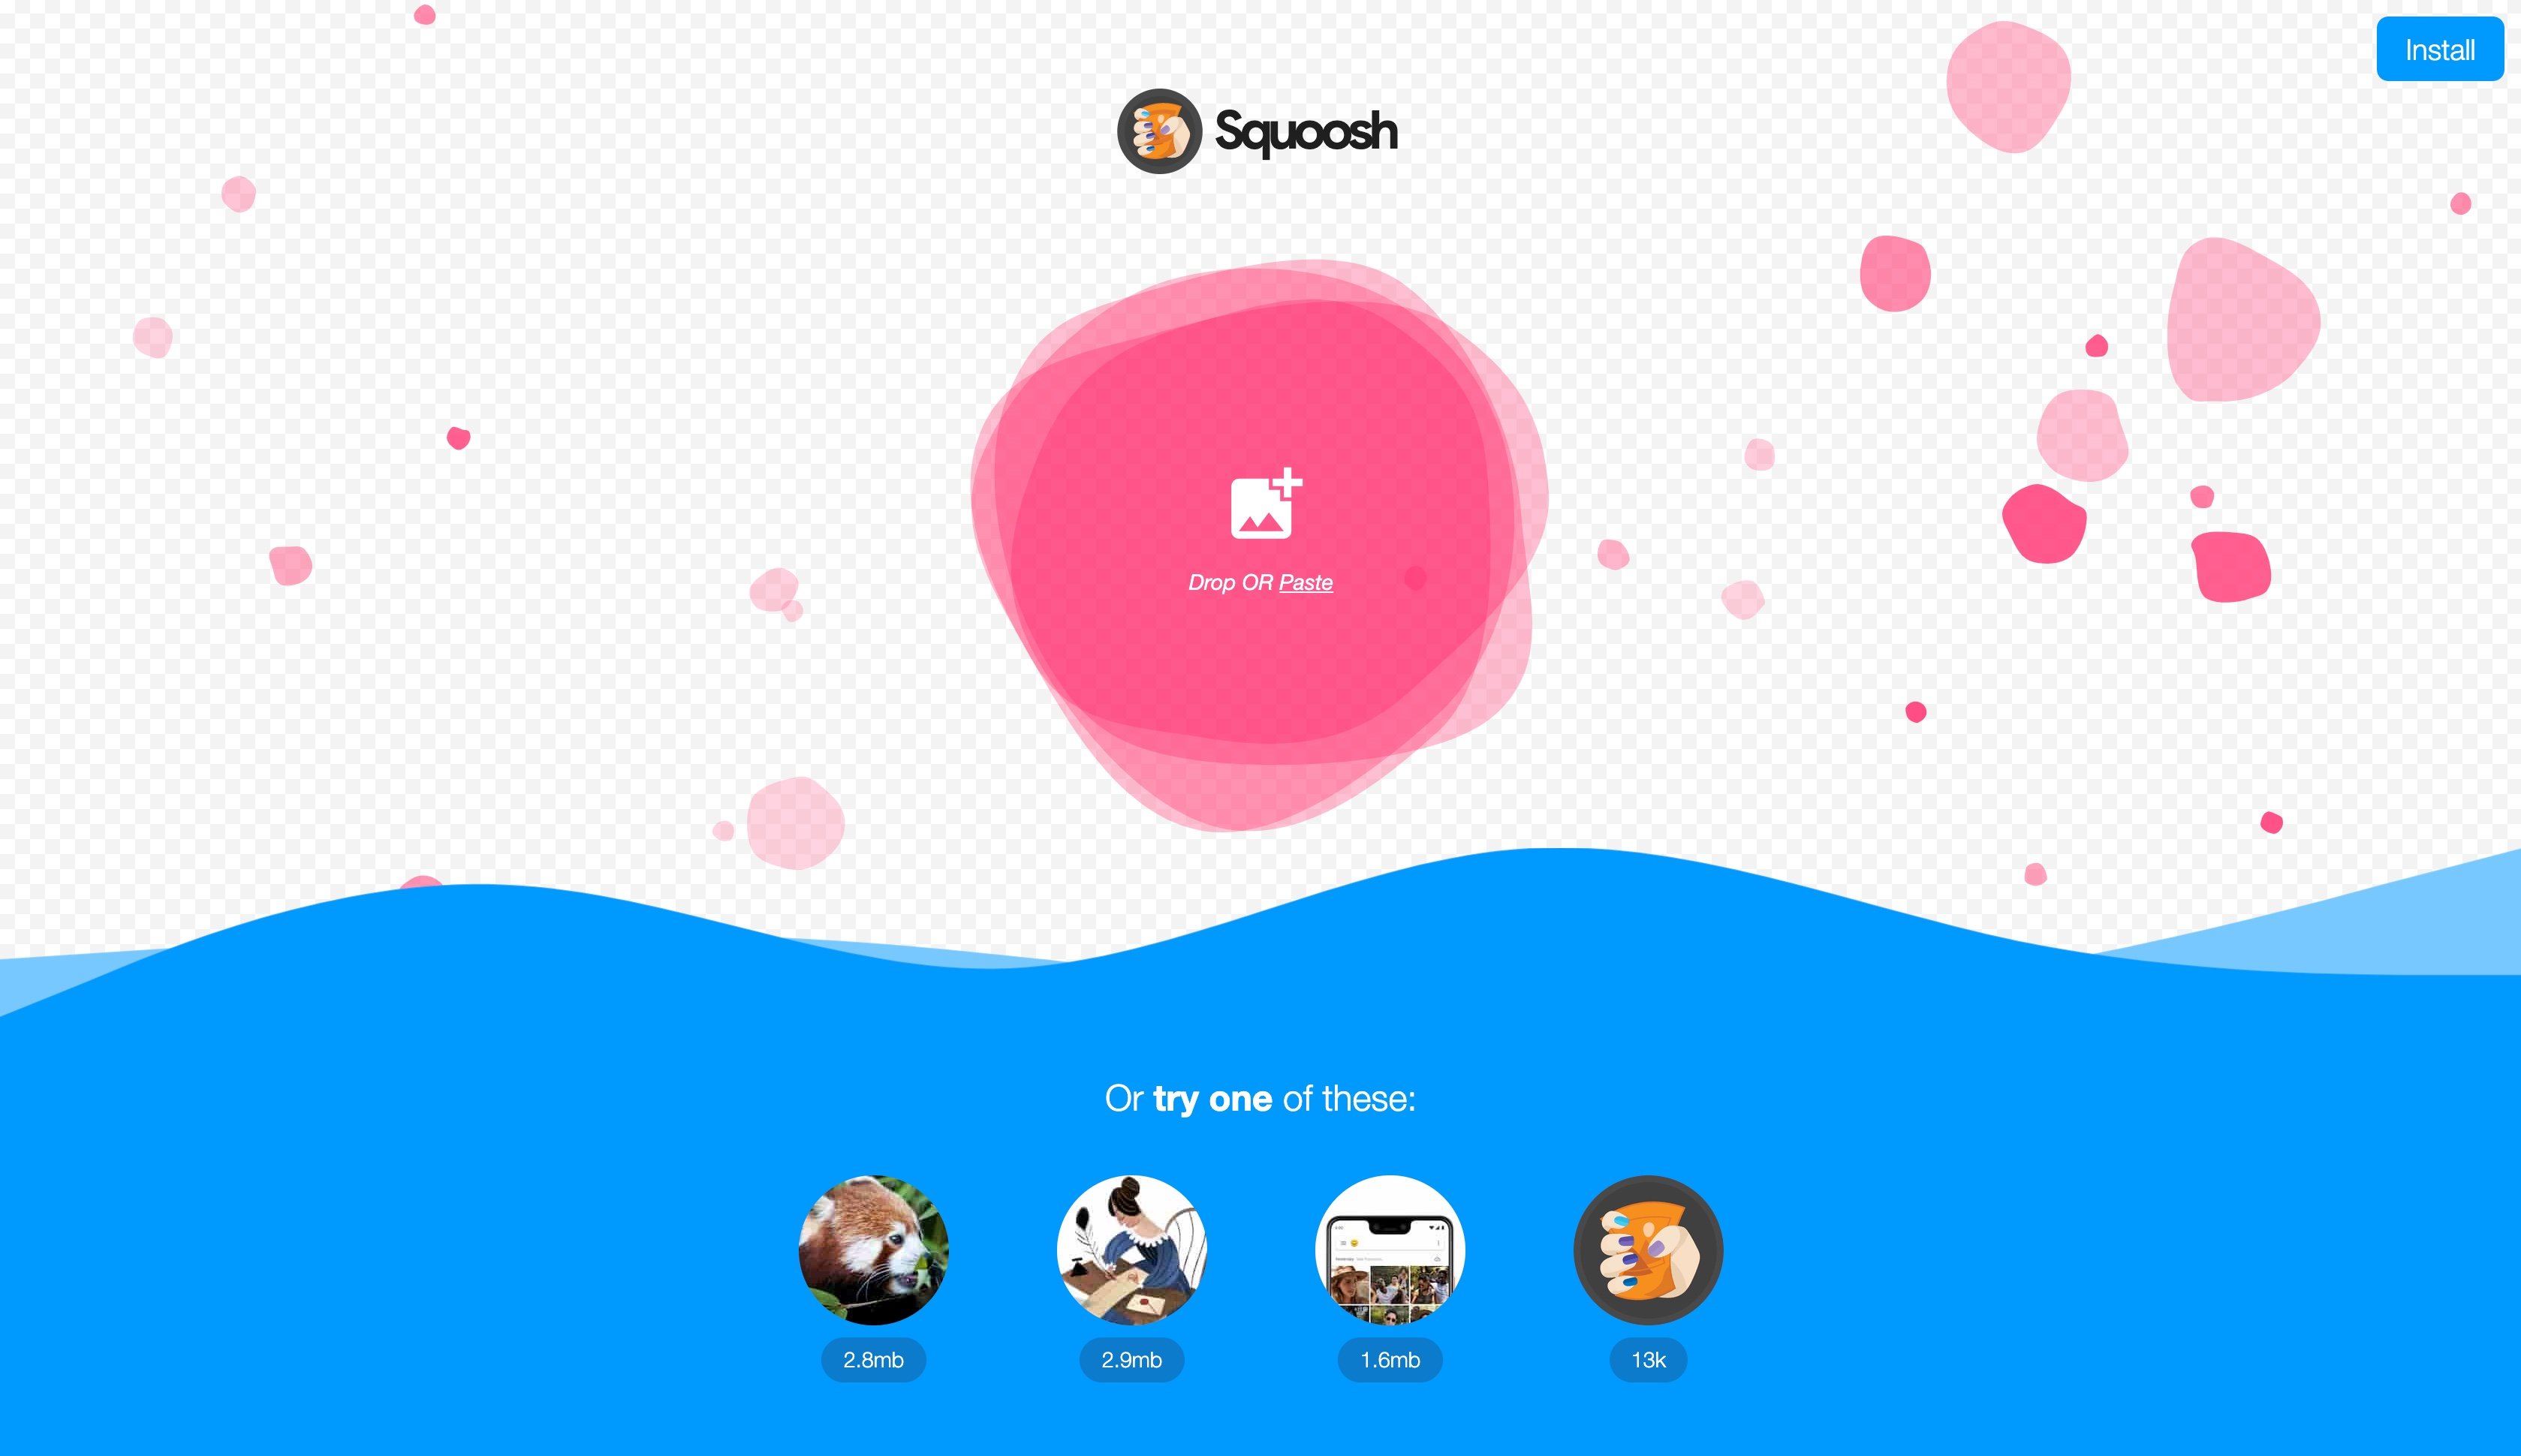 Install
Squoosh
Drop OR Paste
Or try one of these:
2.8mb
2.9mb
1.6mb
13k